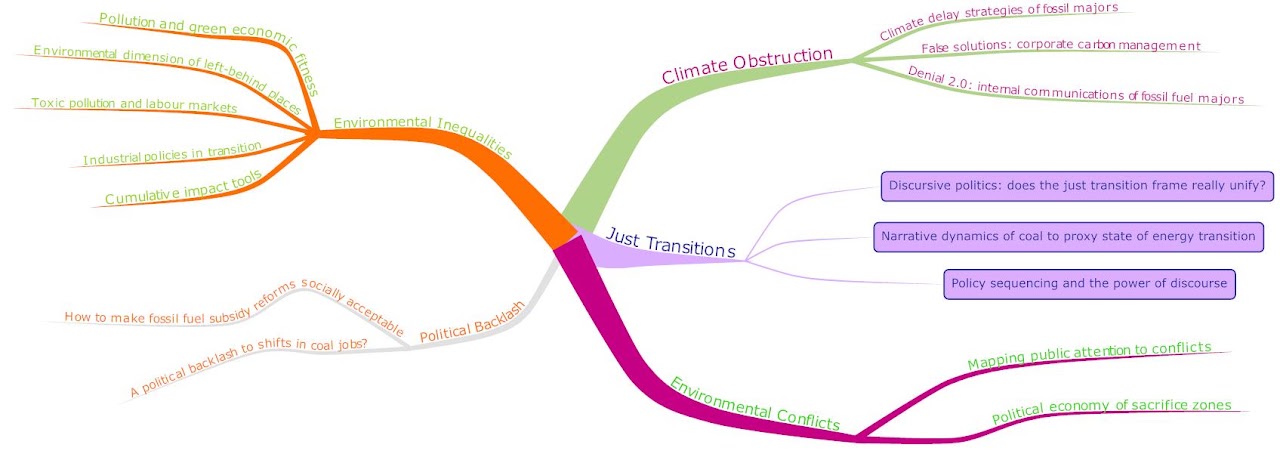 Pollution and green economic fitness
Environmental dimension of left-behind places
Toxic pollution and labour markets
Industrial policies in transition
Cumulative impact tools
Environmental Inequalities
How to make fossil fuel subsidy reforms socially acceptable
A political backlash to shifts in coal jobs?
Political Backlash
Climate Obstruction
Climate delay strategies of fossil majors
False solutions: corporate carbon management
Denial 2.0: internal communications of fossil fuel majors
Just Transitions
Discursive politics: does the just transition frame really unify?
Narrative dynamics of coal to proxy state of energy transition
Policy sequencing and the power of discourse
Environmental Conflicts
Mapping public attention to conflicts
Political economy of sacrifice zones